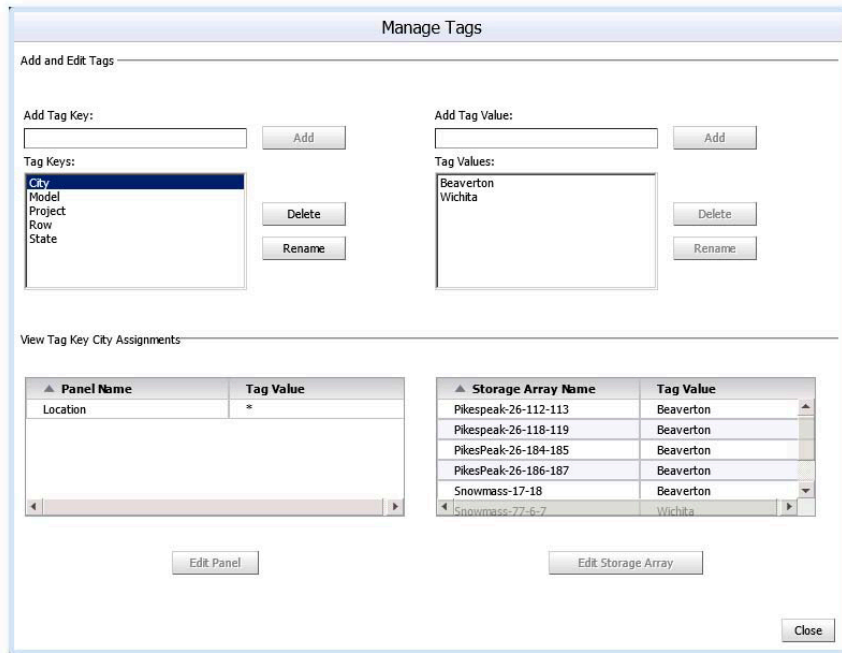 Manage Tags
Add and Edit Tags
Add Tag Key:
Add
Tag Keys:
City
Model
Project
Row
State
Delete
Rename
Add Tag Value:
Add
Tag Values:
Beaverton
Wichita
Delete
Rename
View Tag Key City Assignments
Panel Name Tag Value
Location *
Storage Array Name Tag Value
Pikespeak-26-112-113 Beaverton
Pikespeak-26-118-119 Beaverton
PikesPeak-26-184-185 Beaverton
PikesPeak-26-186-187 Beaverton
Snowmass-17-18 Beaverton
Snowmass-77-6-7 Wichita
Edit Panel
Edit Storage Array
Close